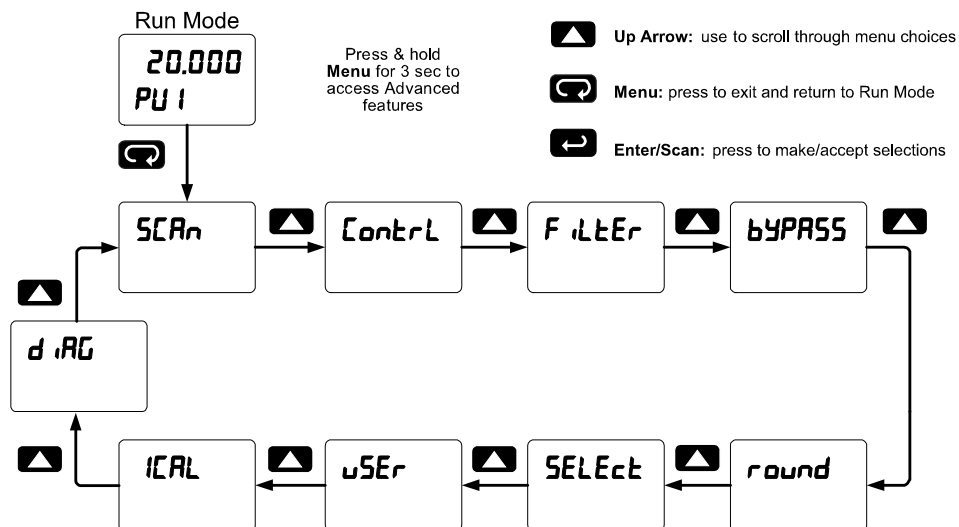 Run Mode
20.000
PU1
Press & hold
Menu for 3 sec to
access Advanced
features
Up Arrow: use to scroll through menu choices
Menu: press to exit and return to Run Mode
Enter/Scan: press to make/accept selections
SCAn
ContrL
FiLtEr
bYPASS
diAG
ICAL
uSEr
SELEct
round